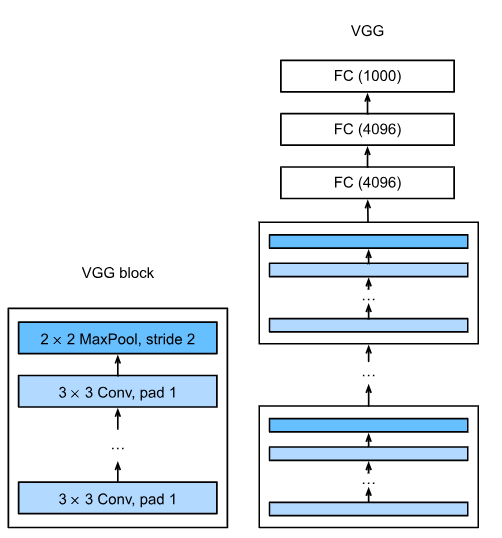 VGG block
2 × 2 MaxPool, stride 2
3 × 3 Conv, pad 1
...
3 × 3 Conv, pad 1
VGG
FC (1000)
FC (4096)
FC (4096)
...
...
...